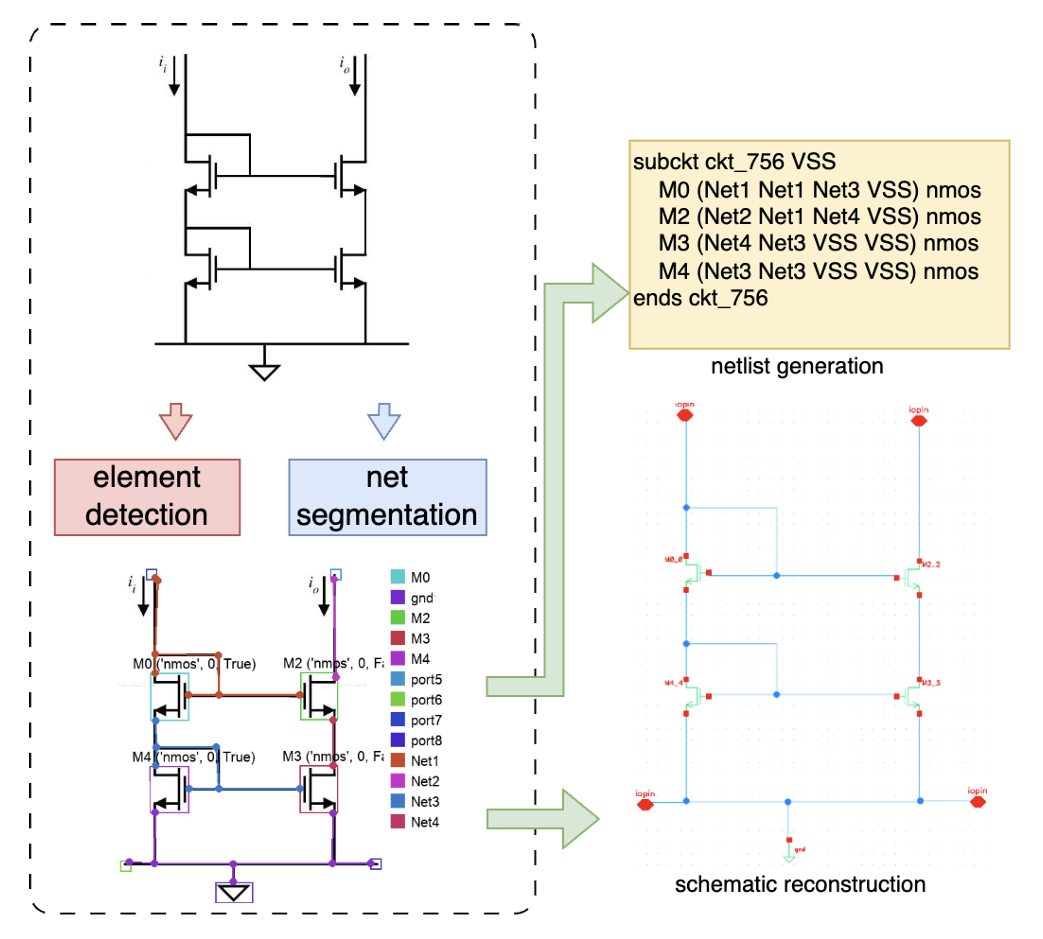 i_i
i_o
subckt ckt_756 VSS
M0 (Net1 Net1 Net3 VSS) nmos
M2 (Net2 Net1 Net4 VSS) nmos
M3 (Net4 Net3 VSS VSS) nmos
M4 (Net3 Net3 VSS VSS) nmos
ends ckt_756
netlist generation
element
detection
net
segmentation
i_i
i_o
M0 ('nmos', 0, True)
M2 ('nmos', 0, Fa
M4 ('nmos', 0, True)
M3 ('nmos', 0, Fa
M0
gnd
M2
M3
M4
port5
port6
port7
port8
Net1
Net2
Net3
Net4
iopin
iopin
M0_0
M2_2
M4_4
M3_3
iopin
iopin
gnd
schematic reconstruction